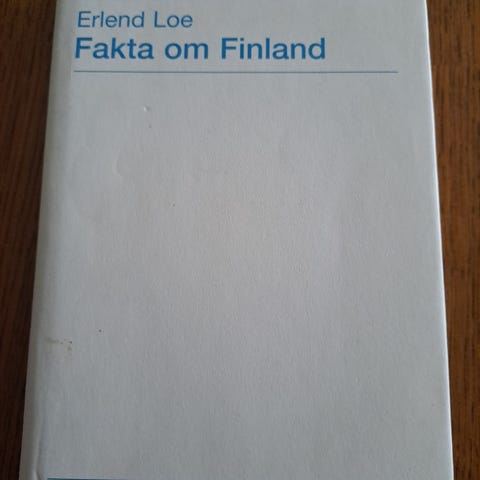 Erlend Loe
Fakta om Finland